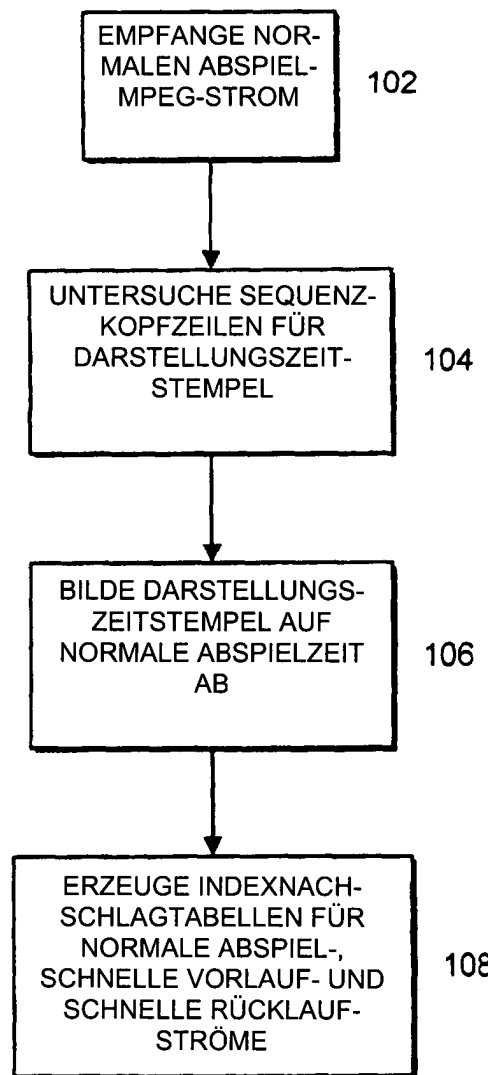 EMPFANGE NOR-
MALEN ABSPIEL-
MPEG-STROM
102
UNTERSUCHE SEQUENZ-
KOPFZEILEN FÜR
DARSTELLUNGSZEIT-
STEMPEL
104
BILDE DARSTELLUNGS-
ZEITSTEMPEL AUF
NORMALE ABSPIELZEIT
AB
106
ERZEUGE INDEXNACH-
SCHLAGTABELLEN FÜR
NORMALE ABSPIEL-,
SCHNELLE VORLAUF- UND
SCHNELLE RÜCKLAUF-
STRÖME
108